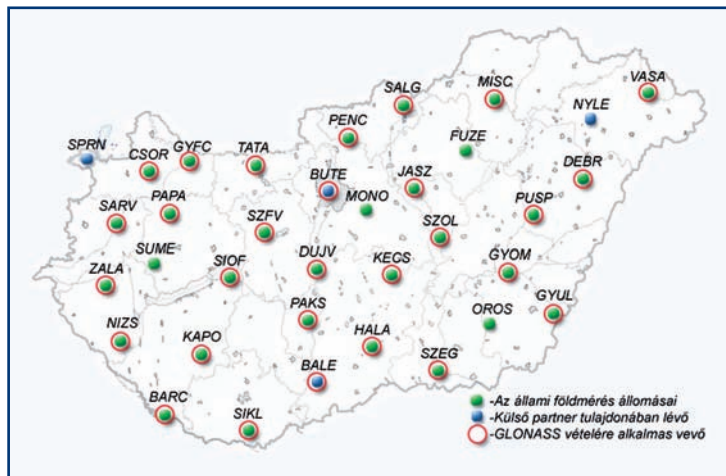 VASA
MISC
SALG
NYLE
PENC
FUZE
SPRN
GYFC
TATA
CSOR
BUTE
JASZ
DEBR
MONO
PAPA
PUSP
SARV
SZFV
SZOL
SUME
DUJV
GYOM
ZALA
SIOF
KECS
PAKS
OROS
GYUL
NIZS
KAPO
HALA
BALE
SZEG
BARC
SIKL
-Az állami földmérés állomásai
-Külső partner tulajdonában lévő
-GLONASS vételére alkalmas vevő